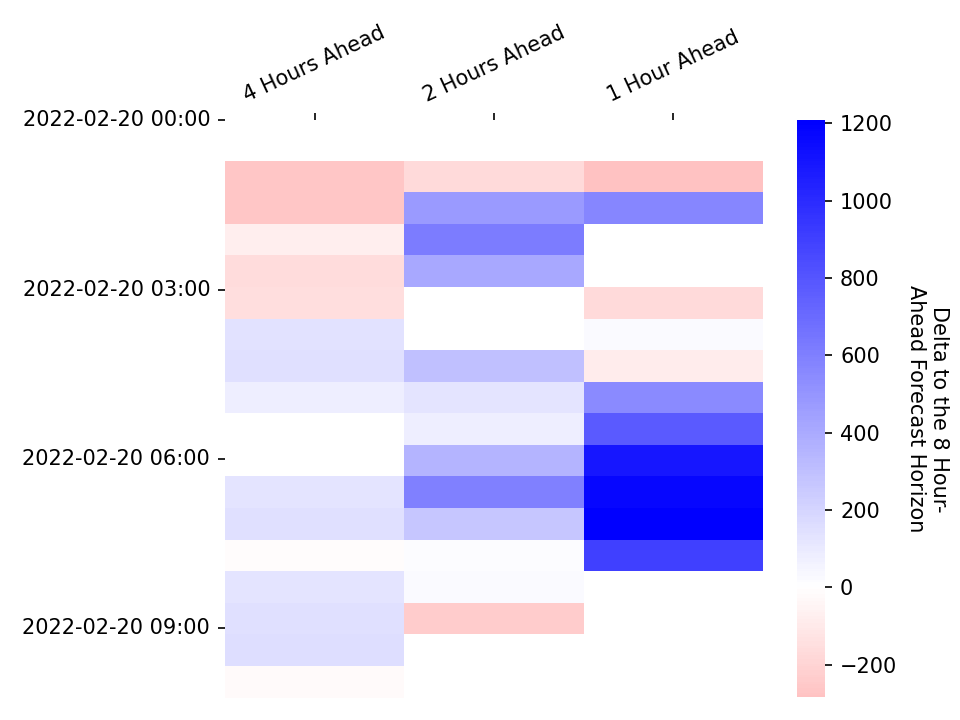 4 Hours Ahead
2 Hours Ahead
1 Hour Ahead
2022-02-20 00:00
2022-02-20 03:00
2022-02-20 06:00
2022-02-20 09:00
1200
1000
800
600
400
200
0
−200
Delta to the 8 Hour-
Ahead Forecast Horizon